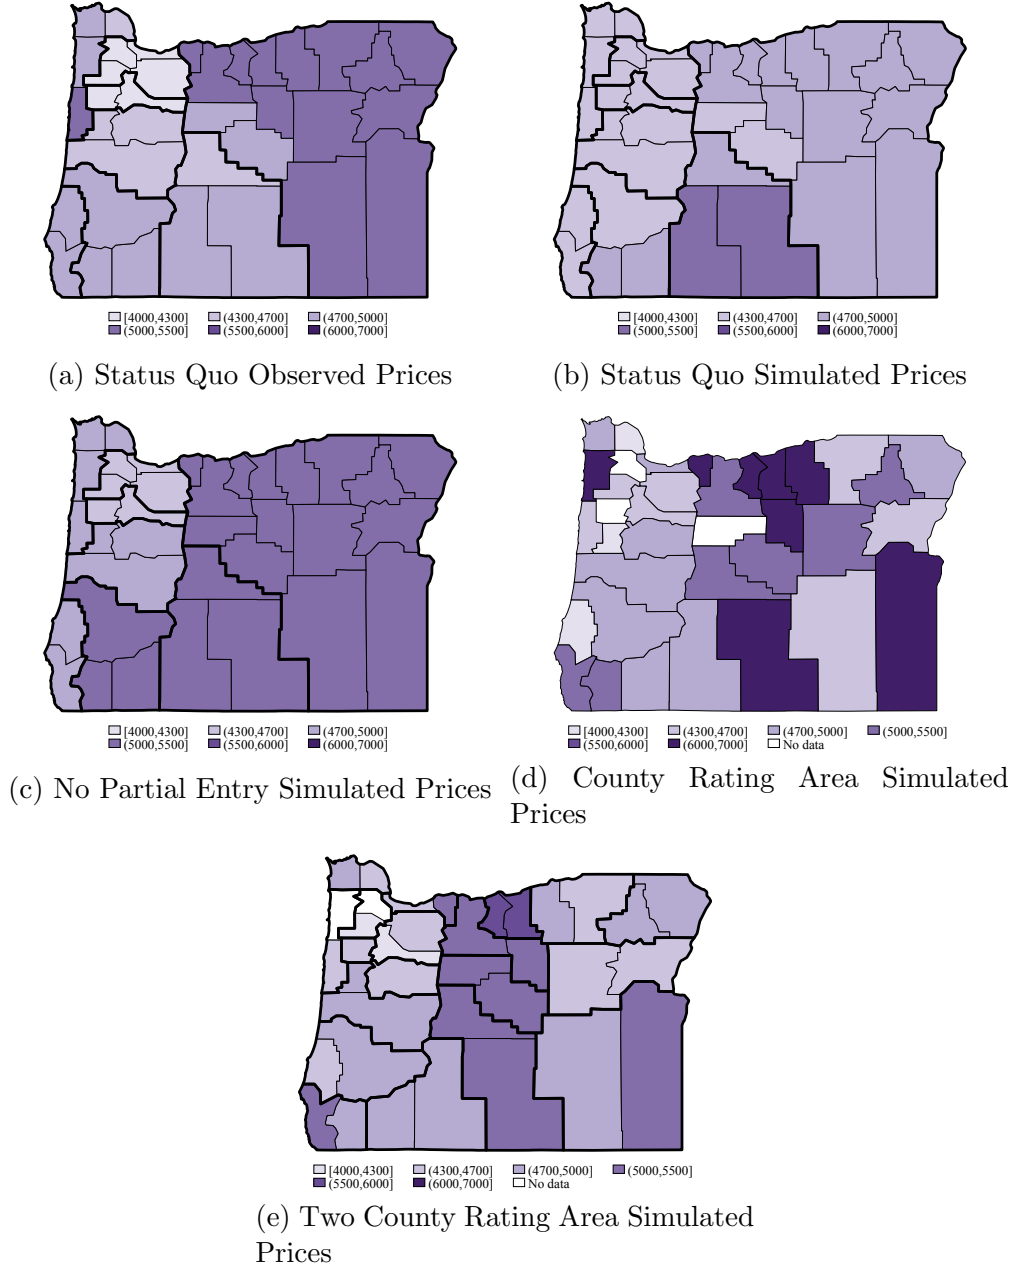 [4000,4300] (4300,4700] (4700,5000]
(5000,5500] (5500,6000] (6000,7000]
(a) Status Quo Observed Prices
[4000,4300] (4300,4700] (4700,5000]
(5000,5500] (5500,6000] (6000,7000]
(b) Status Quo Simulated Prices
[4000,4300] (4300,4700] (4700,5000]
(5000,5500] (5500,6000] (6000,7000]
(c) No Partial Entry Simulated Prices
[4000,4300] (4300,4700] (4700,5000] (5000,5500]
(5500,6000] (6000,7000] No data
(d) County Rating Area Simulated
Prices
[4000,4300] (4300,4700] (4700,5000] (5000,5500]
(5500,6000] (6000,7000] No data
(e) Two County Rating Area Simulated
Prices